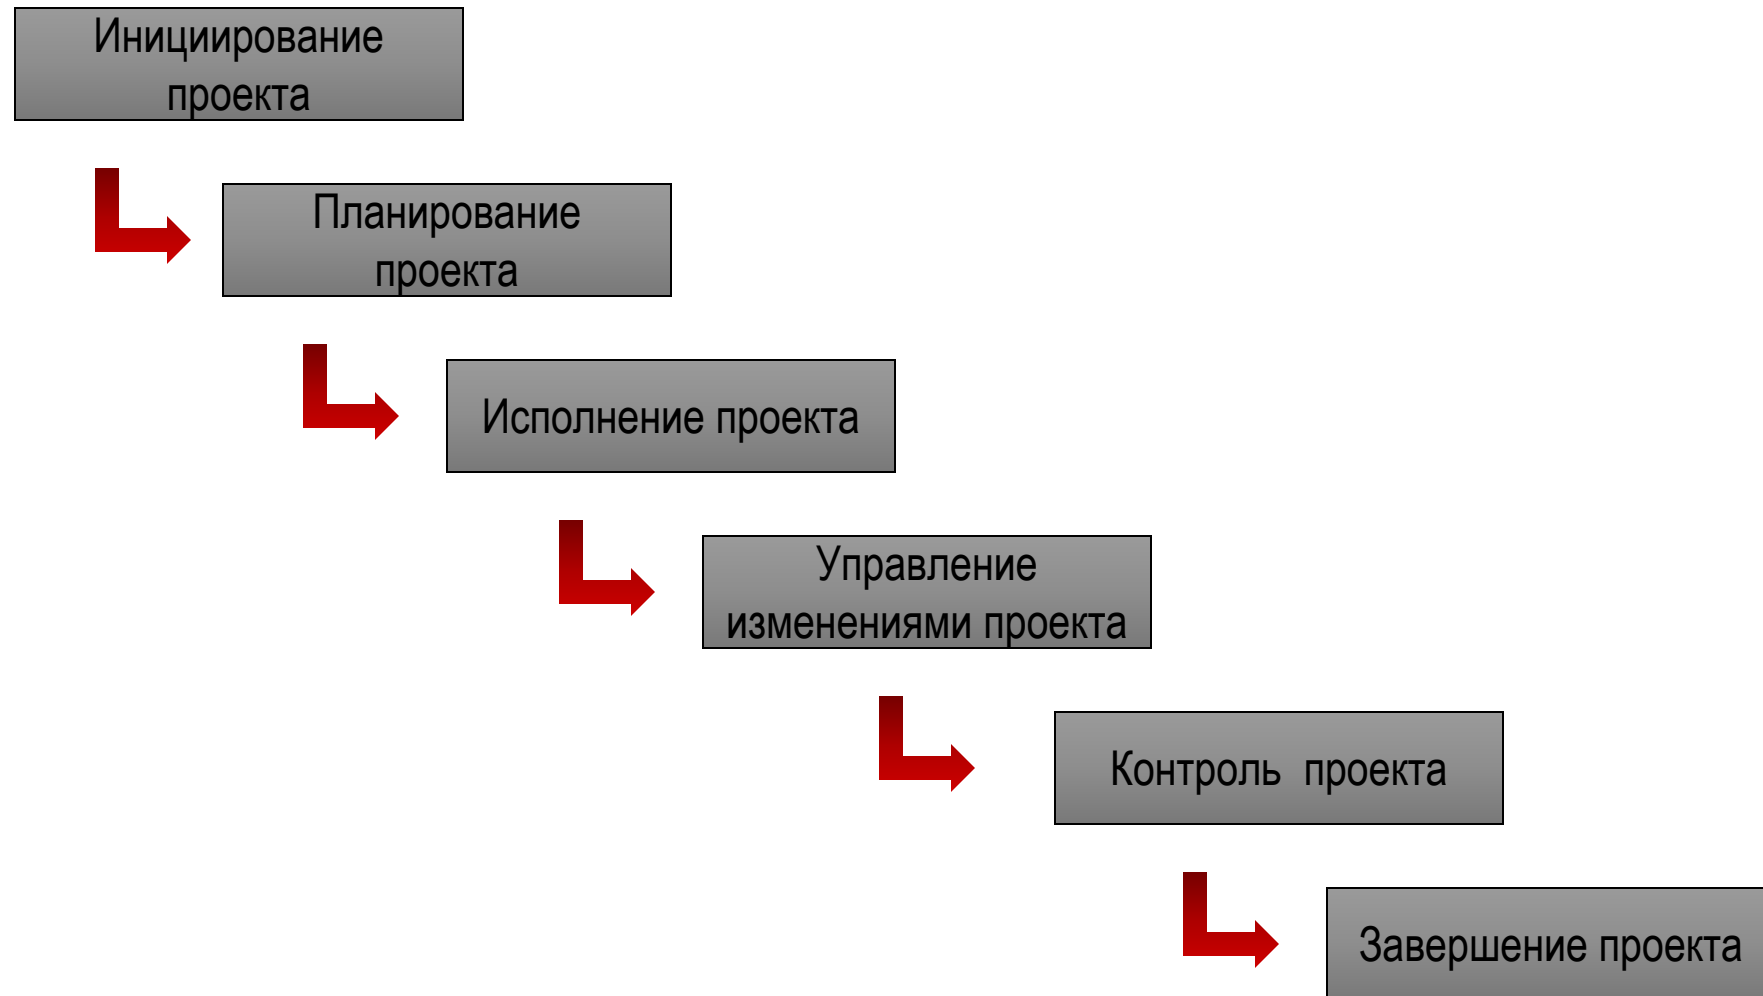 Инициирование
проекта
Планирование
проекта
Исполнение проекта
Управление
изменениями проекта
Контроль  проекта
Завершение проекта